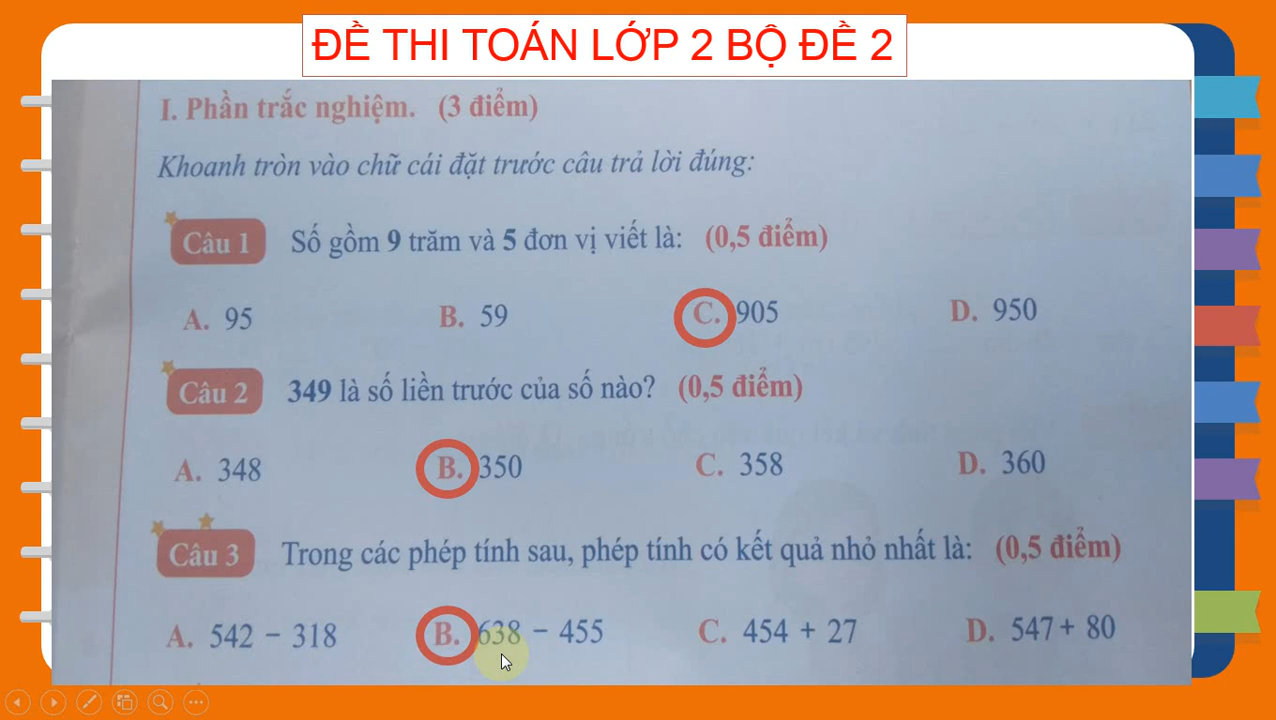 ĐỀ THI TOÁN LỚP 2 BỘ ĐỀ 2
I. Phần trắc nghiệm. (3 điểm)
Khoanh tròn vào chữ cái đặt trước câu trả lời đúng:
Câu 1 Số gồm 9 trăm và 5 đơn vị viết là: (0,5 điểm)
A. 95 B. 59 C. 905 D. 950
Câu 2 349 là số liền trước của số nào? (0,5 điểm)
A. 348 B. 350 C. 358 D. 360
Câu 3 Trong các phép tính sau, phép tính có kết quả nhỏ nhất là: (0,5 điểm)
A. 542 - 318 B. 638 - 455 C. 454 + 27 D. 547 + 80